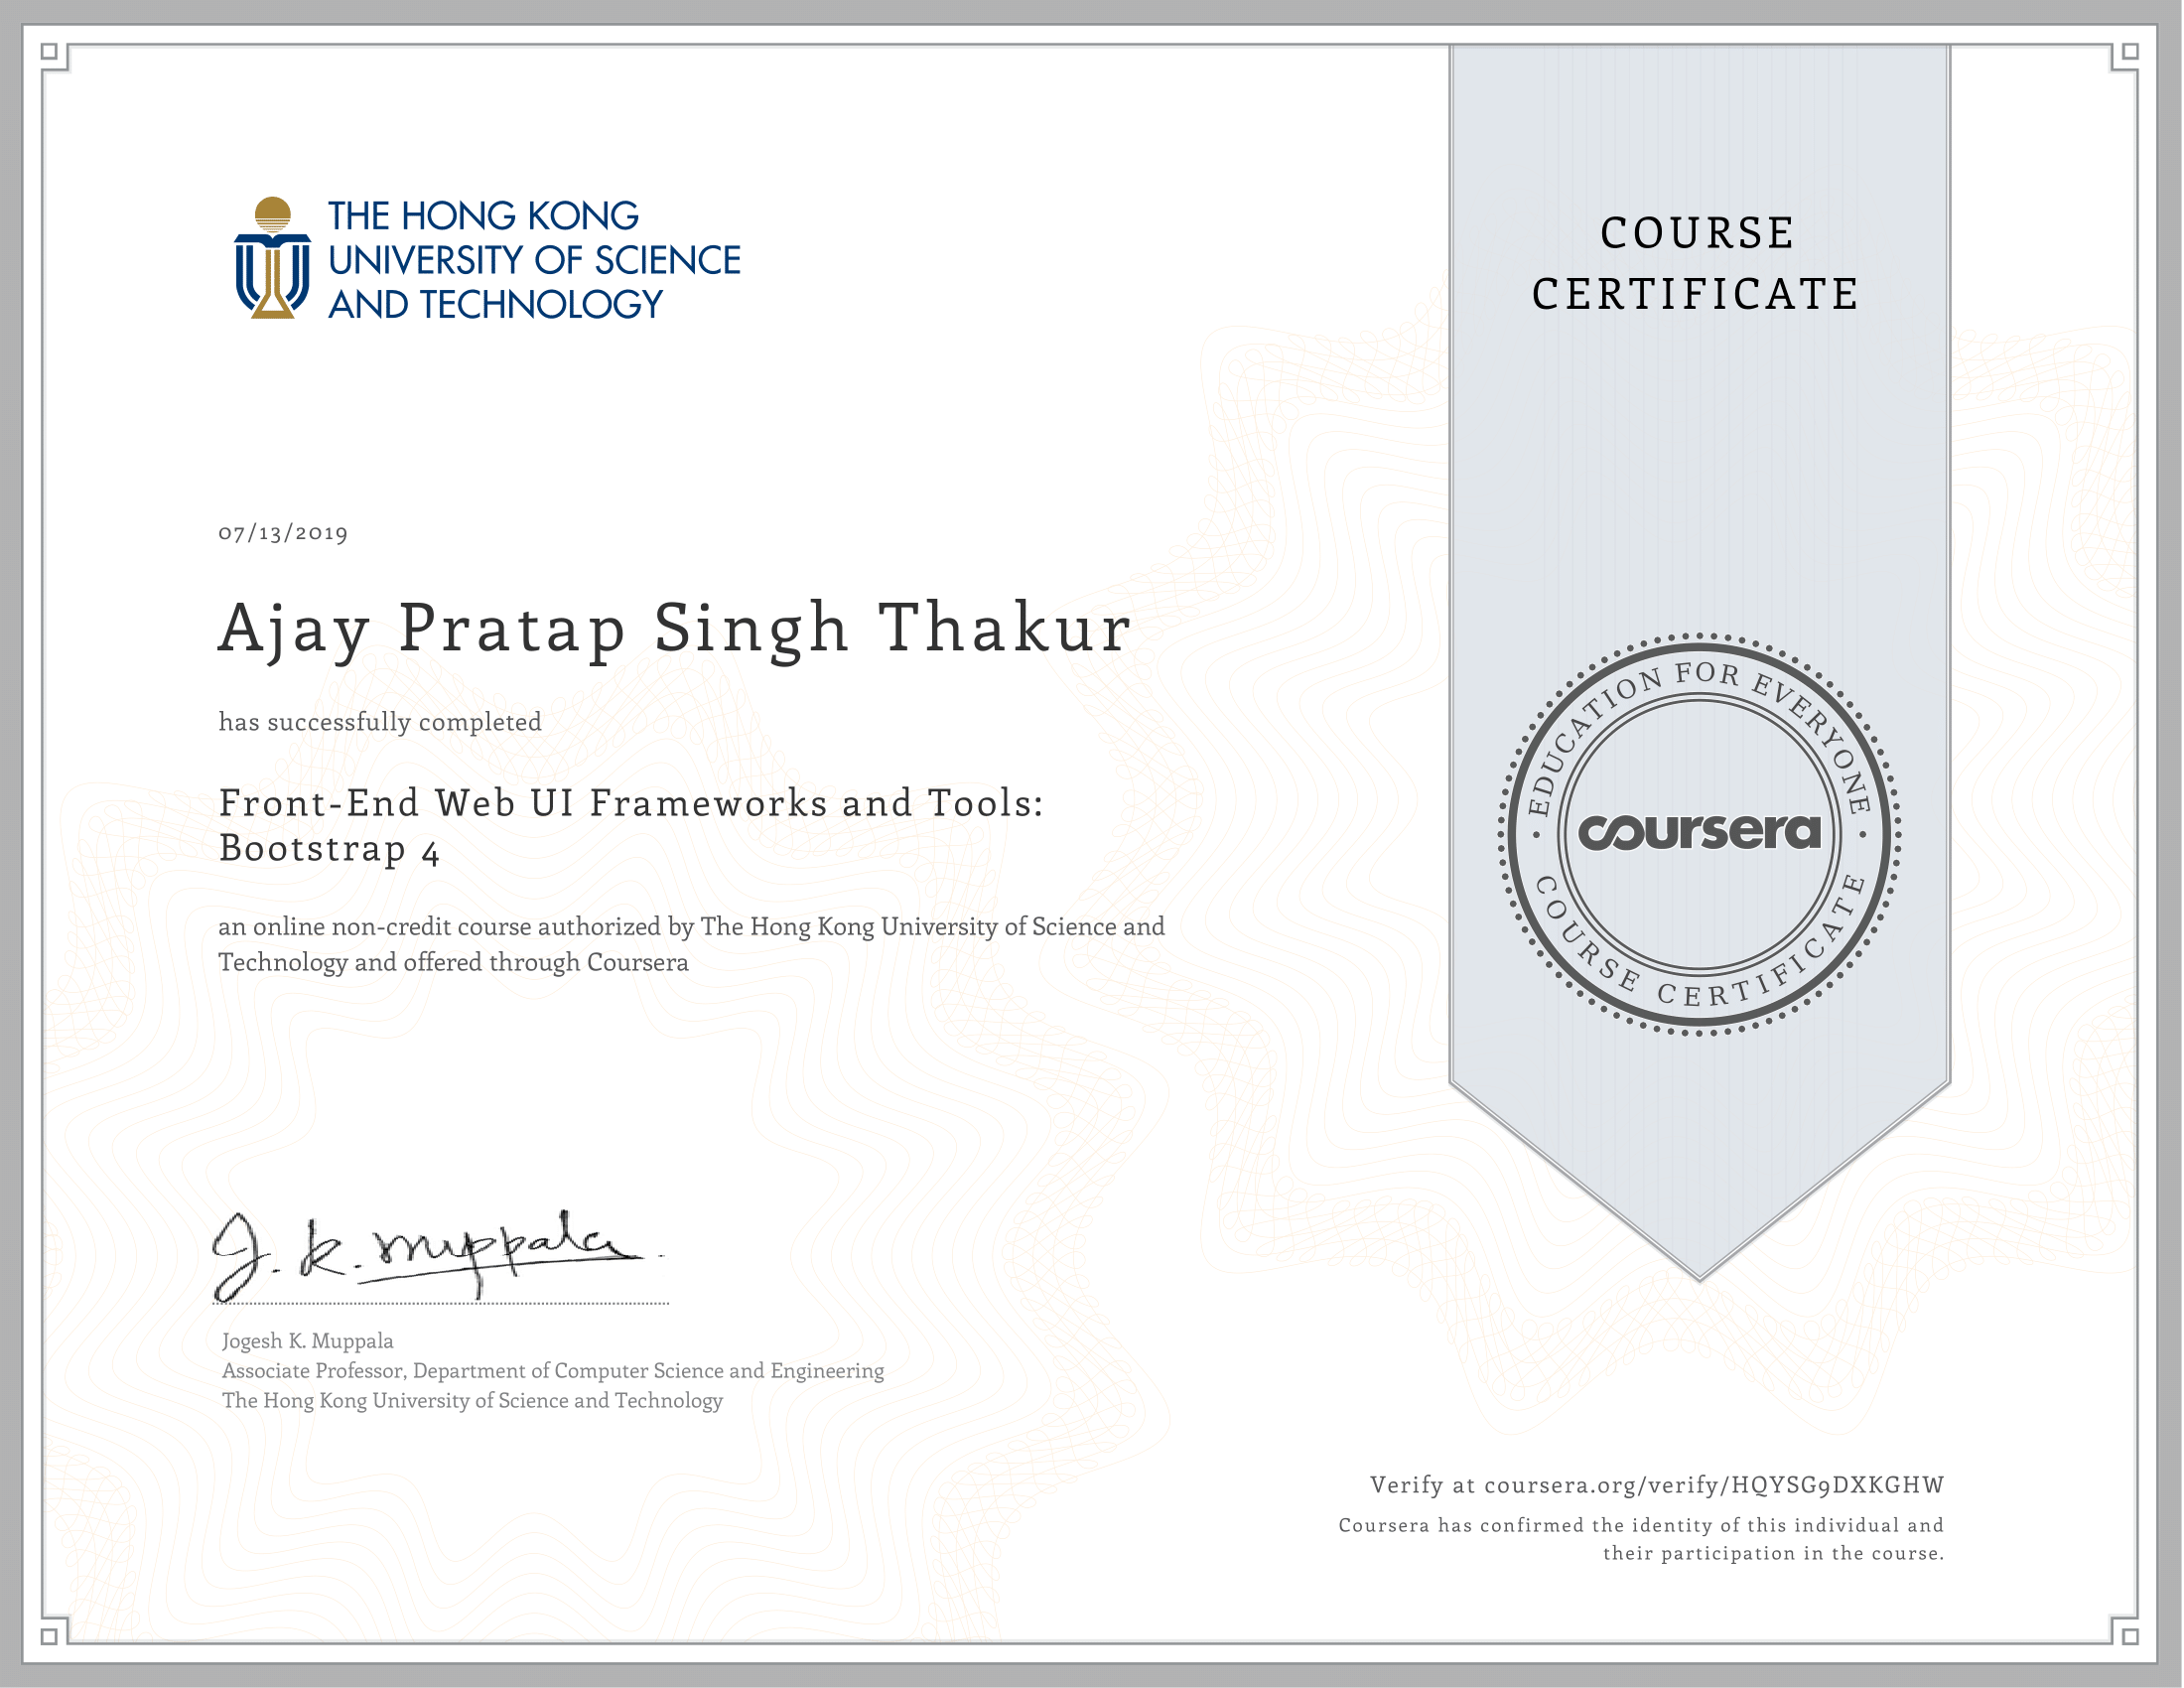 THE HONG KONG
UNIVERSITY OF SCIENCE
AND TECHNOLOGY
COURSE
CERTIFICATE
07/13/2019
Ajay Pratap Singh Thakur
has successfully completed
Front-End Web UI Frameworks and Tools:
Bootstrap 4
an online non-credit course authorized by The Hong Kong University of Science and
Technology and offered through Coursera
EDUCATION FOR EVERYONE
coursera
COURSE CERTIFICATE
J. K. Muppala
Jogesh K. Muppala
Associate Professor, Department of Computer Science and Engineering
The Hong Kong University of Science and Technology
Verify at coursera.org/verify/HQYSG9DXKGHW
Coursera has confirmed the identity of this individual and
their participation in the course.